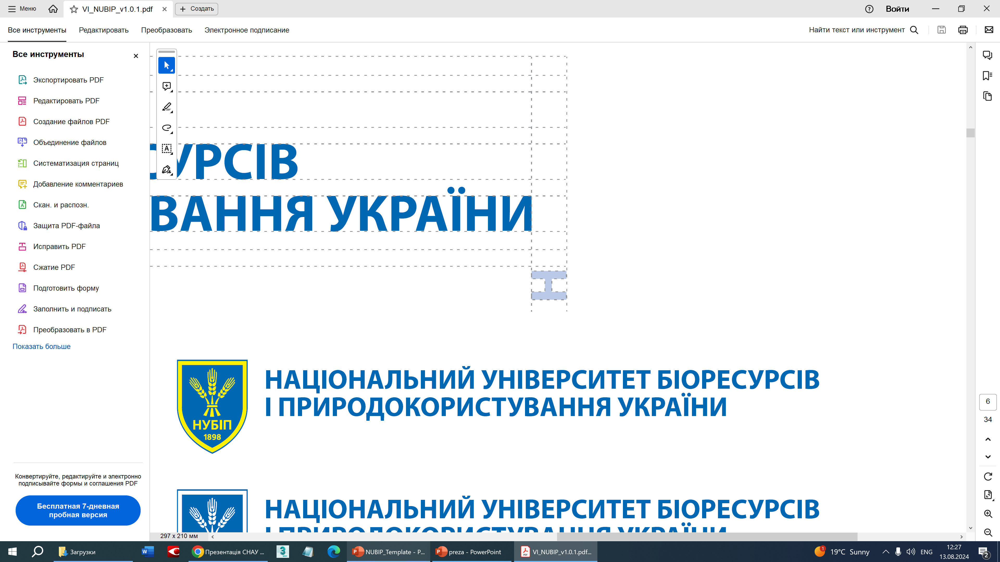 Меню
VI_NUBIP_v1.0.1.pdf
Создать
Войти
Все инструменты
Редактировать
Преобразовать
Электронное подписание
Найти текст или инструмент
Все инструменты
Экспортировать PDF
Редактировать PDF
Создание файлов PDF
Объединение файлов
Систематизация страниц
Добавление комментариев
Скан. и распозн.
Защита PDF-файла
Исправить PDF
Сжатие PDF
Подготовить форму
Заполнить и подписать
Преобразовать в PDF
Показать больше
Конвертируйте, редактируйте и электронно
подписывайте формы и соглашения PDF
Бесплатная 7-дневная
пробная версия
СУРСІВ
ВАННЯ УКРАЇНИ
НУБІП
1898
НАЦІОНАЛЬНИЙ УНІВЕРСИТЕТ БІОРЕСУРСІВ
І ПРИРОДОКОРИСТУВАННЯ УКРАЇНИ
НАЦІОНАЛЬНИЙ УНІВЕРСИТЕТ БІОРЕСУРСІВ
І ПРИРОДОКОРИСТУВАННЯ УКРАЇНИ
6
34
297 x 210 мм
Загрузки
Презентація СНАУ ...
NUBIP_Template - P...
preza - PowerPoint
VI_NUBIP_v1.0.1.pdf...
1
19°C Sunny
ENG
12:27
13.08.2024
2